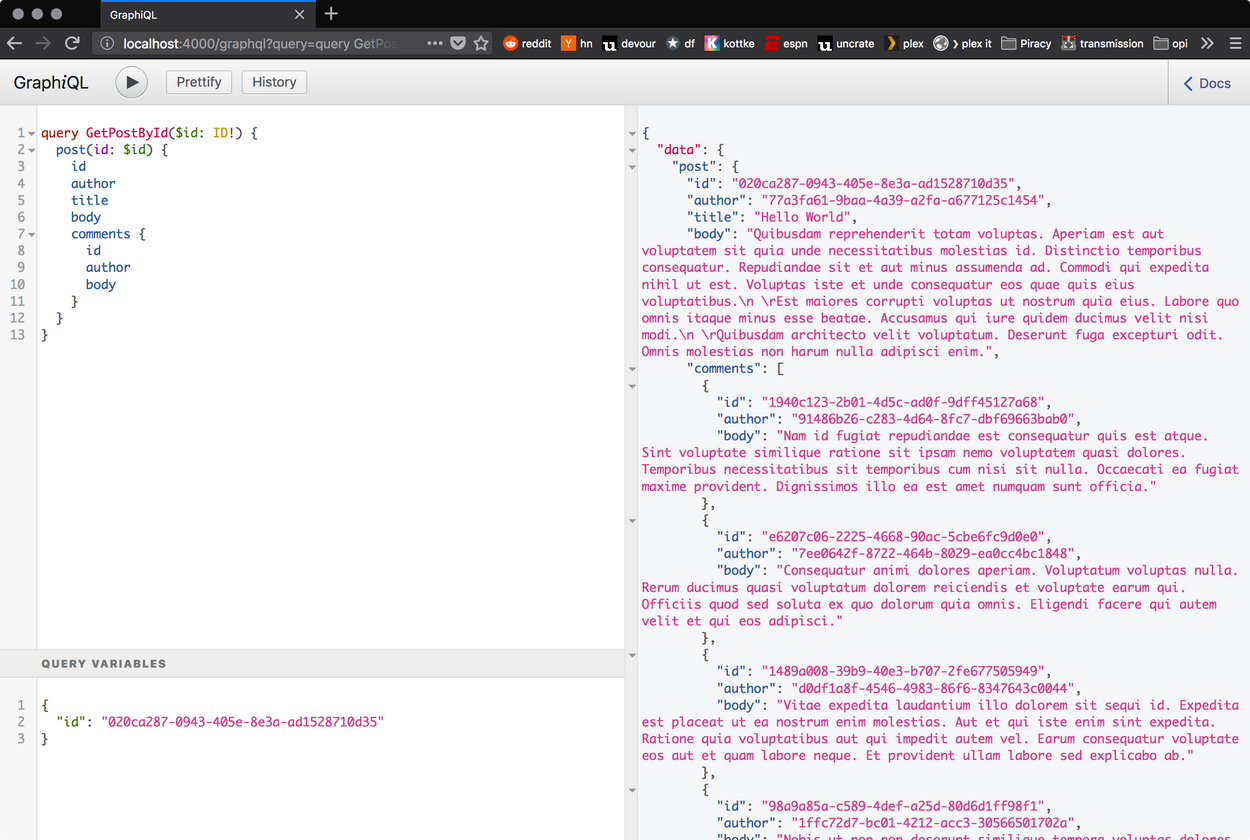 GraphiQL
localhost:4000/graphql?query=query GetPos
reddit hn devour df kottke espn uncrate plex plex it Piracy transmission opi
GraphiQL Prettify History Docs
1 query GetPostById($id: ID!) {
2 post(id: $id) {
3 id
4 author
5 title
6 body
7 comments {
8 id
9 author
10 body
11 }
12 }
13 }
QUERY VARIABLES
1 {
2 "id": "020ca287-0943-405e-8e3a-ad1528710d35"
3 }
{
"data": {
"post": {
"id": "020ca287-0943-405e-8e3a-ad1528710d35",
"author": "77a3fa61-9baa-4a39-a2fa-a677125c1454",
"title": "Hello World",
"body": "Quibusdam reprehenderit totam voluptas. Aperiam est aut
voluptatem sit quia unde necessitatibus molestias id. Distinctio temporibus
consequatur. Repudiandae sit et aut minus assumenda ad. Commodi qui expedita
nihil ut est. Voluptas iste et unde consequatur eos quae quis eius
voluptatibus.\n \rEst maiores corrupti voluptas ut nostrum quia eius. Labore quo
omnis itaque minus esse beatae. Accusamus qui iure quidem ducimus velit nisi
modi.\n \rQuibusdam architecto velit voluptatum. Deserunt fuga excepturi odit.
Omnis molestias non harum nulla adipisci enim.",
"comments": [
{
"id": "1940c123-2b01-4d5c-ad0f-9dff45127a68",
"author": "91486b26-c283-4d64-8fc7-dbf69663bab0",
"body": "Nam id fugiat repudiandae est consequatur quis est atque.
Sint voluptate similique ratione sit ipsam nemo voluptatem quasi dolores.
Temporibus necessitatibus sit temporibus cum nisi sit nulla. Occaecati ea fugiat
maxime provident. Dignissimos illo ea est amet numquam sunt officia."
},
{
"id": "e6207c06-2225-4668-90ac-5cbe6fc9d0e0",
"author": "7ee0642f-8722-464b-8029-ea0cc4bc1848",
"body": "Consequatur animi dolores aperiam. Voluptatum voluptas nulla.
Rerum ducimus quasi voluptatum dolorem reiciendis et voluptate earum qui.
Officiis quod sed soluta ex quo dolorum quia omnis. Eligendi facere qui autem
velit et qui eos adipisci."
},
{
"id": "1489a008-39b9-40e3-b707-2fe677505949",
"author": "d0df1a8f-4546-4983-86f6-8347643c0044",
"body": "Vitae expedita laudantium illo dolorem sit sequi id. Expedita
est placeat ut ea nostrum enim molestias. Aut et qui iste enim sint expedita.
Ratione quia voluptatibus aut qui impedit autem vel. Earum consequatur voluptate
eos aut et quam labore neque. Et provident ullam labore sed explicabo ab."
},
{
"id": "98a9a85a-c589-4def-a25d-80d6d1ff98f1",
"author": "1ffc72d7-bc01-4212-acc3-30566501702a",
"body": "Nobis ut non non deserunt similique tempora voluptas dolores